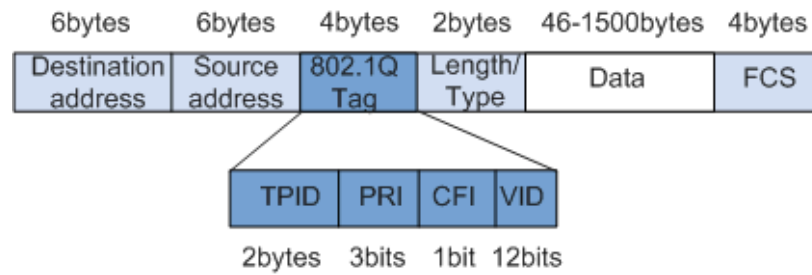 6bytes 6bytes 4bytes 2bytes 46-1500bytes 4bytes
Destination address
Source address
802.1Q Tag
Length/ Type
Data
FCS
TPID PRI CFI VID
2bytes 3bits 1bit 12bits